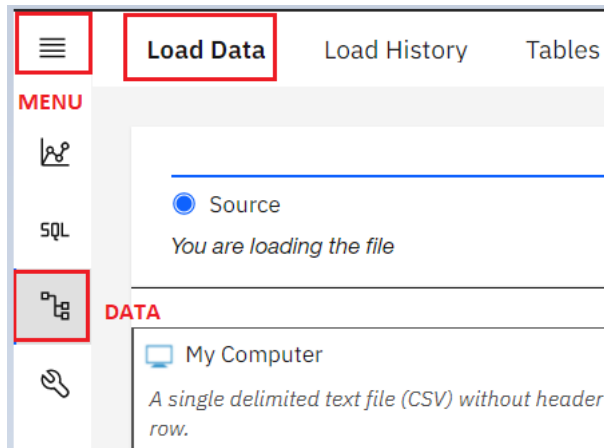 Load Data
Load History
Tables
MENU
Source
SQL
You are loading the file
DATA
My Computer
A single delimited text file (CSV) without header
row.